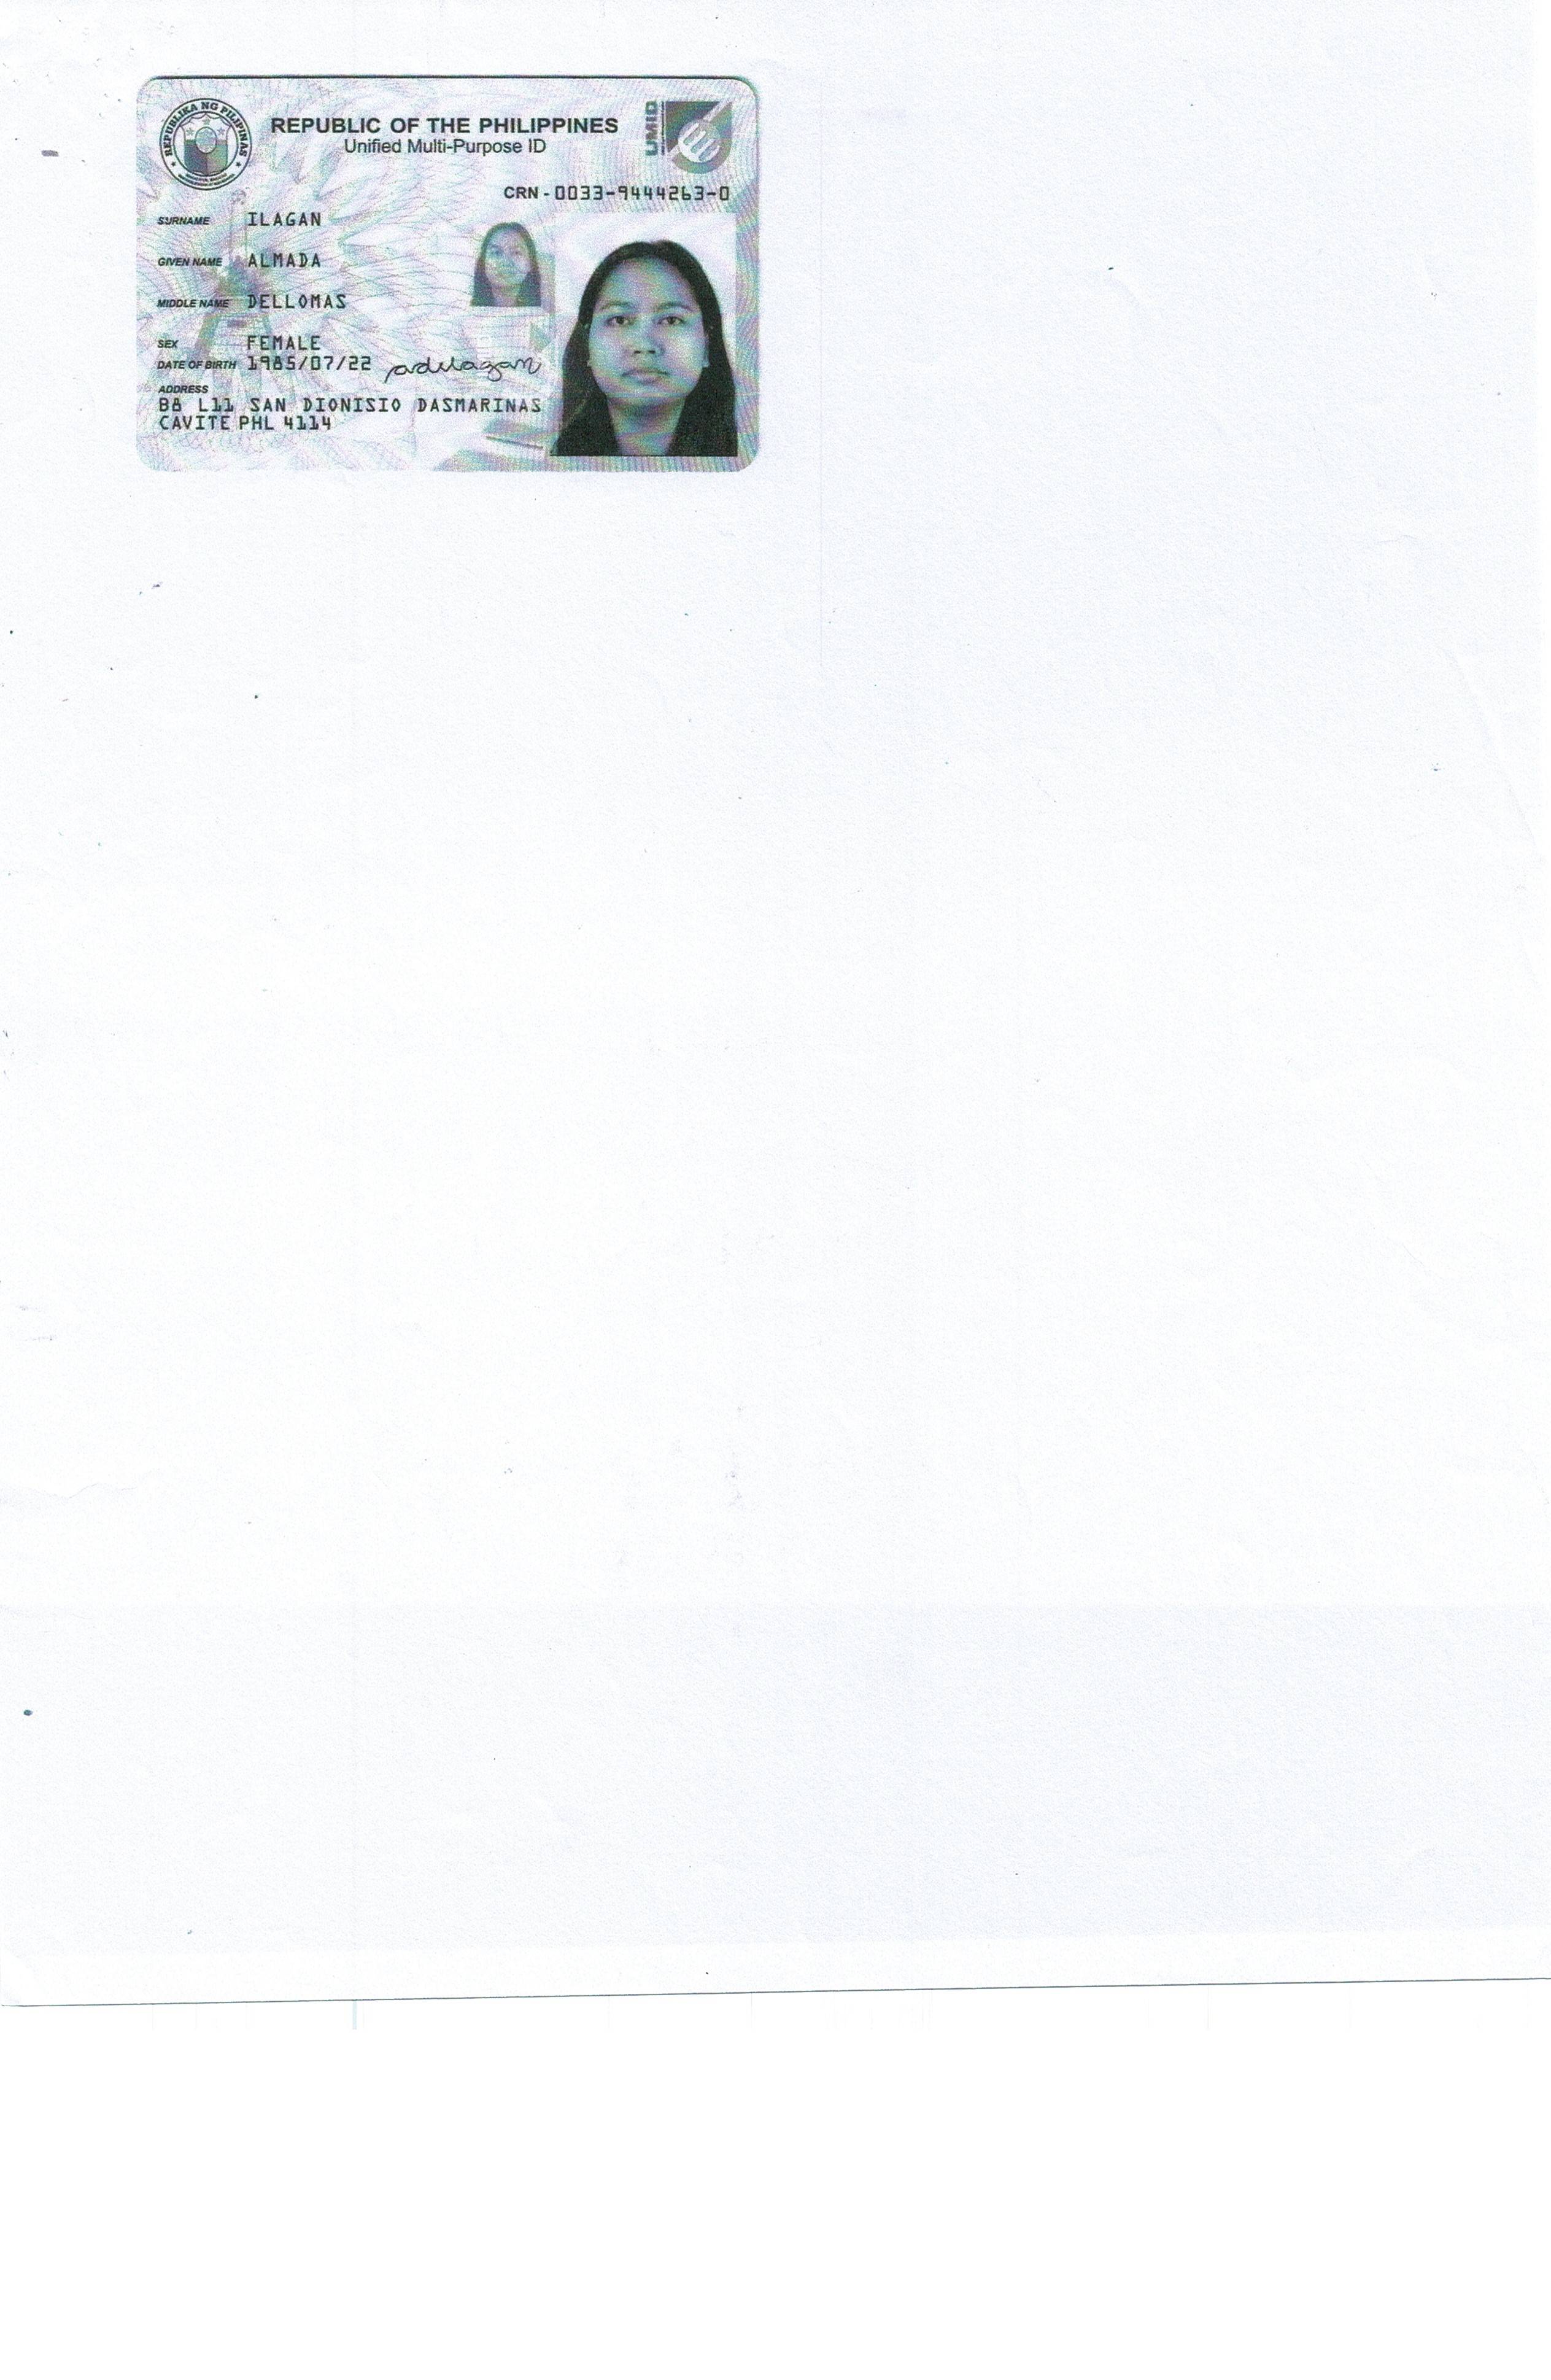 REPUBLIKA NG PILIPINAS
REPUBLIC OF THE PHILIPPINES
Unified Multi-Purpose ID
UMID
CRN - 0033-9444263-0
SURNAME ILAGAN
GIVEN NAME ALMADA
MIDDLE NAME DELLOMAS
SEX FEMALE
DATE OF BIRTH 1985/07/22
adilagan
ADDRESS
B8 L11 SAN DIONISIO DASMARINAS
CAVITE PHL 4114